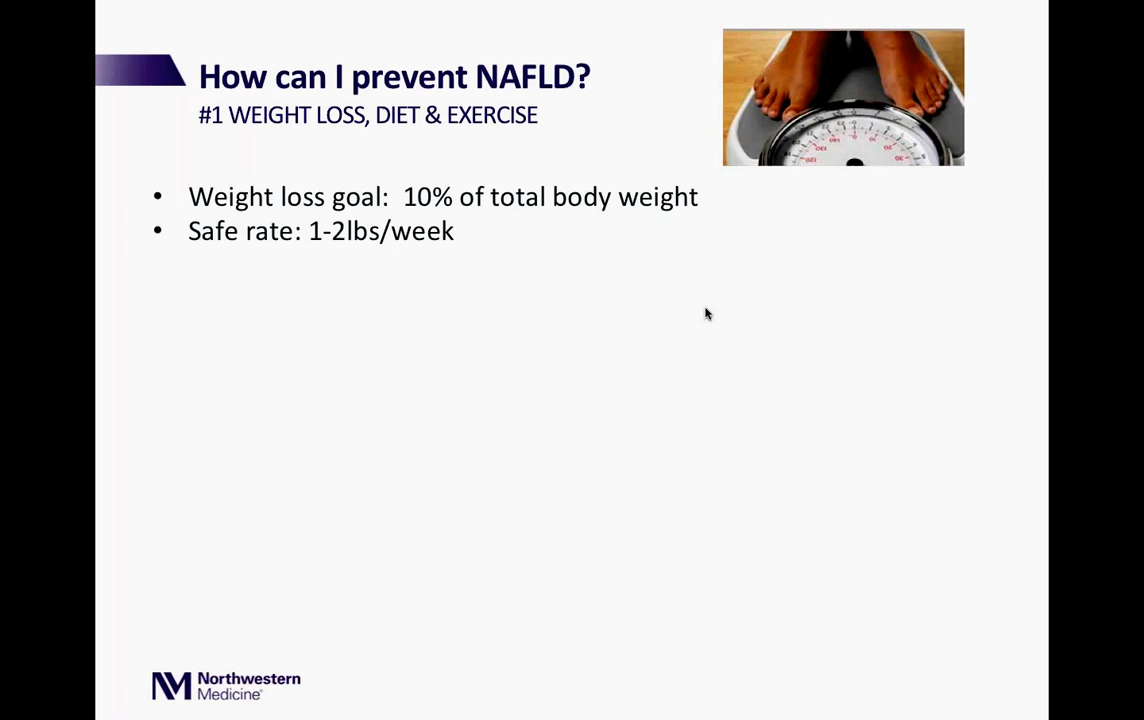 How can I prevent NAFLD?
#1 WEIGHT LOSS, DIET & EXERCISE
• Weight loss goal:  10% of total body weight
• Safe rate: 1-2lbs/week
Northwestern
Medicine®